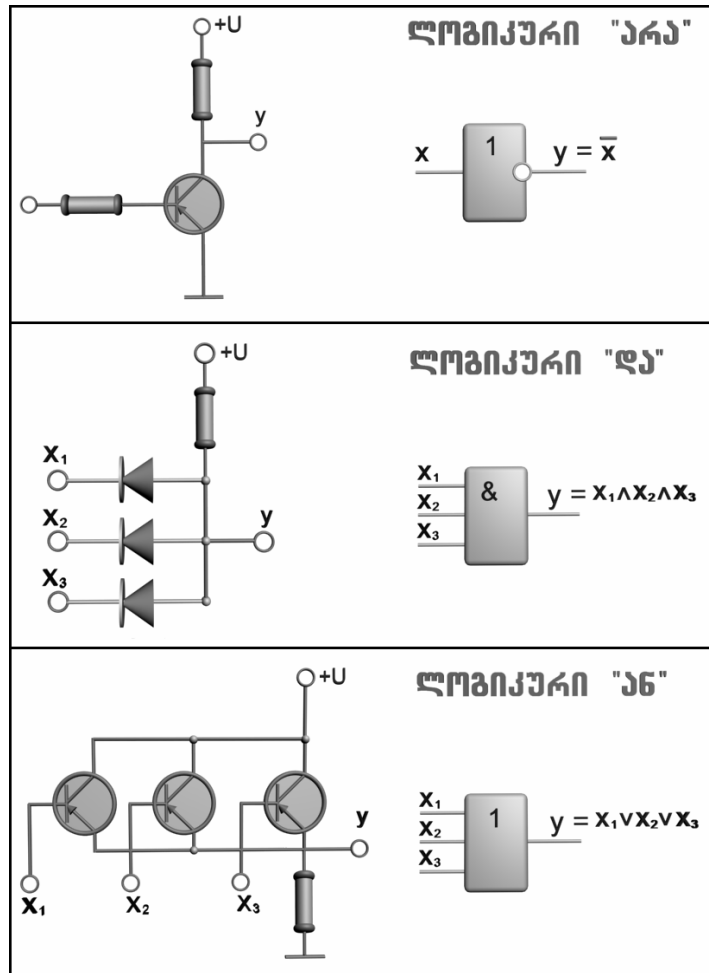 +U
ᲚᲝᲒᲘᲙᲣᲠᲘ "ᲐᲠᲐ"
y
x
1
y = x̅
+U
ᲚᲝᲒᲘᲙᲣᲠᲘ "ᲓᲐ"
X₁
X₂
X₃
y
X₁
X₂
X₃
&
y = X₁∧X₂∧X₃
+U
ᲚᲝᲒᲘᲙᲣᲠᲘ "ᲐᲜ"
y
X₁
X₂
X₃
X₁
X₂
X₃
1
y = X₁∨X₂∨X₃